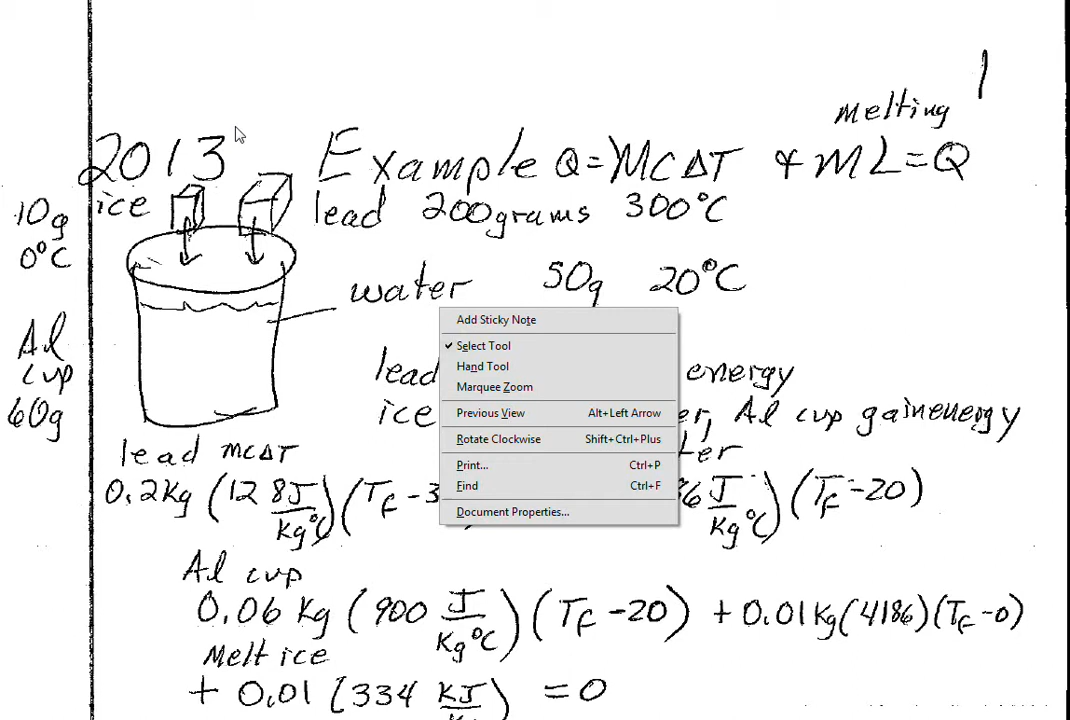 1
melting
2013 Example Q=MCΔT & ML=Q
10g ice lead 200grams 300°C
0°C
water 50g 20°C
Al
cup
60g
Add Sticky Note
Select Tool
Hand Tool
Marquee Zoom
Previous View Alt+Left Arrow
Rotate Clockwise Shift+Ctrl+Plus
Print... Ctrl+P
Find Ctrl+F
Document Properties...
lead energy
ice er, Al cup gain energy
lead MCΔT
0.2Kg (128 J/Kg°C)(TF - 3 J/Kg°C)(TF -20)
Al cup
0.06 Kg (900 J/Kg°C)(TF -20) + 0.01Kg(4186)(TF -0)
Melt ice
+ 0.01 (334 KJ ) = 0